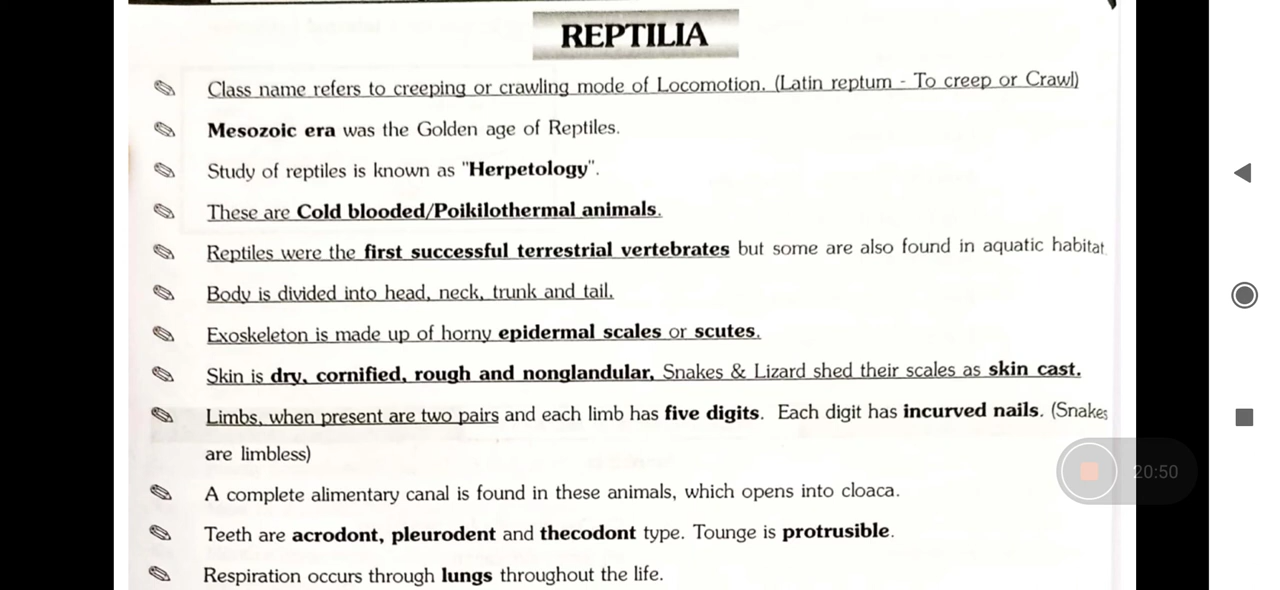 REPTILIA
Class name refers to creeping or crawling mode of Locomotion. (Latin reptum - To creep or Crawl)
Mesozoic era was the Golden age of Reptiles.
Study of reptiles is known as "Herpetology".
These are Cold blooded/Poikilothermal animals.
Reptiles were the first successful terrestrial vertebrates but some are also found in aquatic habitat.
Body is divided into head, neck, trunk and tail.
Exoskeleton is made up of horny epidermal scales or scutes.
Skin is dry, cornified, rough and nonglandular, Snakes & Lizard shed their scales as skin cast.
Limbs, when present are two pairs and each limb has five digits. Each digit has incurved nails. (Snakes
are limbless)
20:50
A complete alimentary canal is found in these animals, which opens into cloaca.
Teeth are acrodont, pleurodent and thecodont type. Tounge is protrusible.
Respiration occurs through lungs throughout the life.